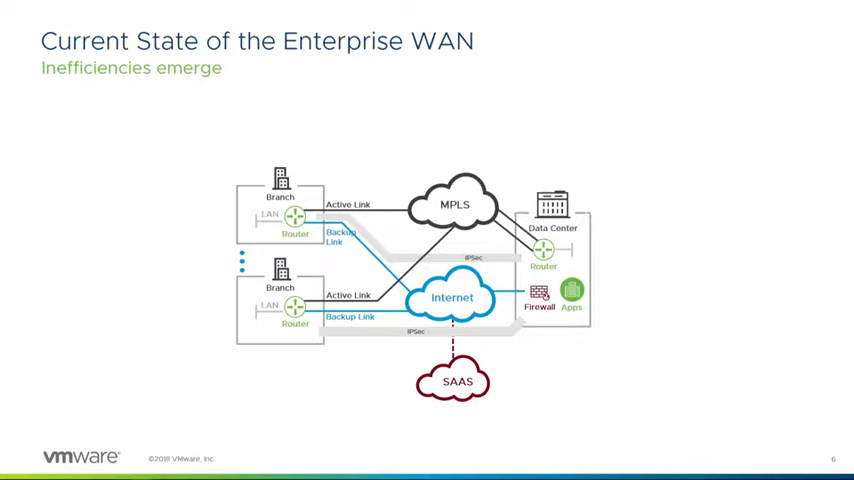 Current State of the Enterprise WAN
Inefficiencies emerge
Branch
LAN
Router
Active Link
Backup
Link
MPLS
Data Center
Router
IPSec
Branch
LAN
Router
Active Link
Backup Link
Internet
Firewall
Apps
IPSec
SAAS
vmware
©2018 VMware, Inc.
6